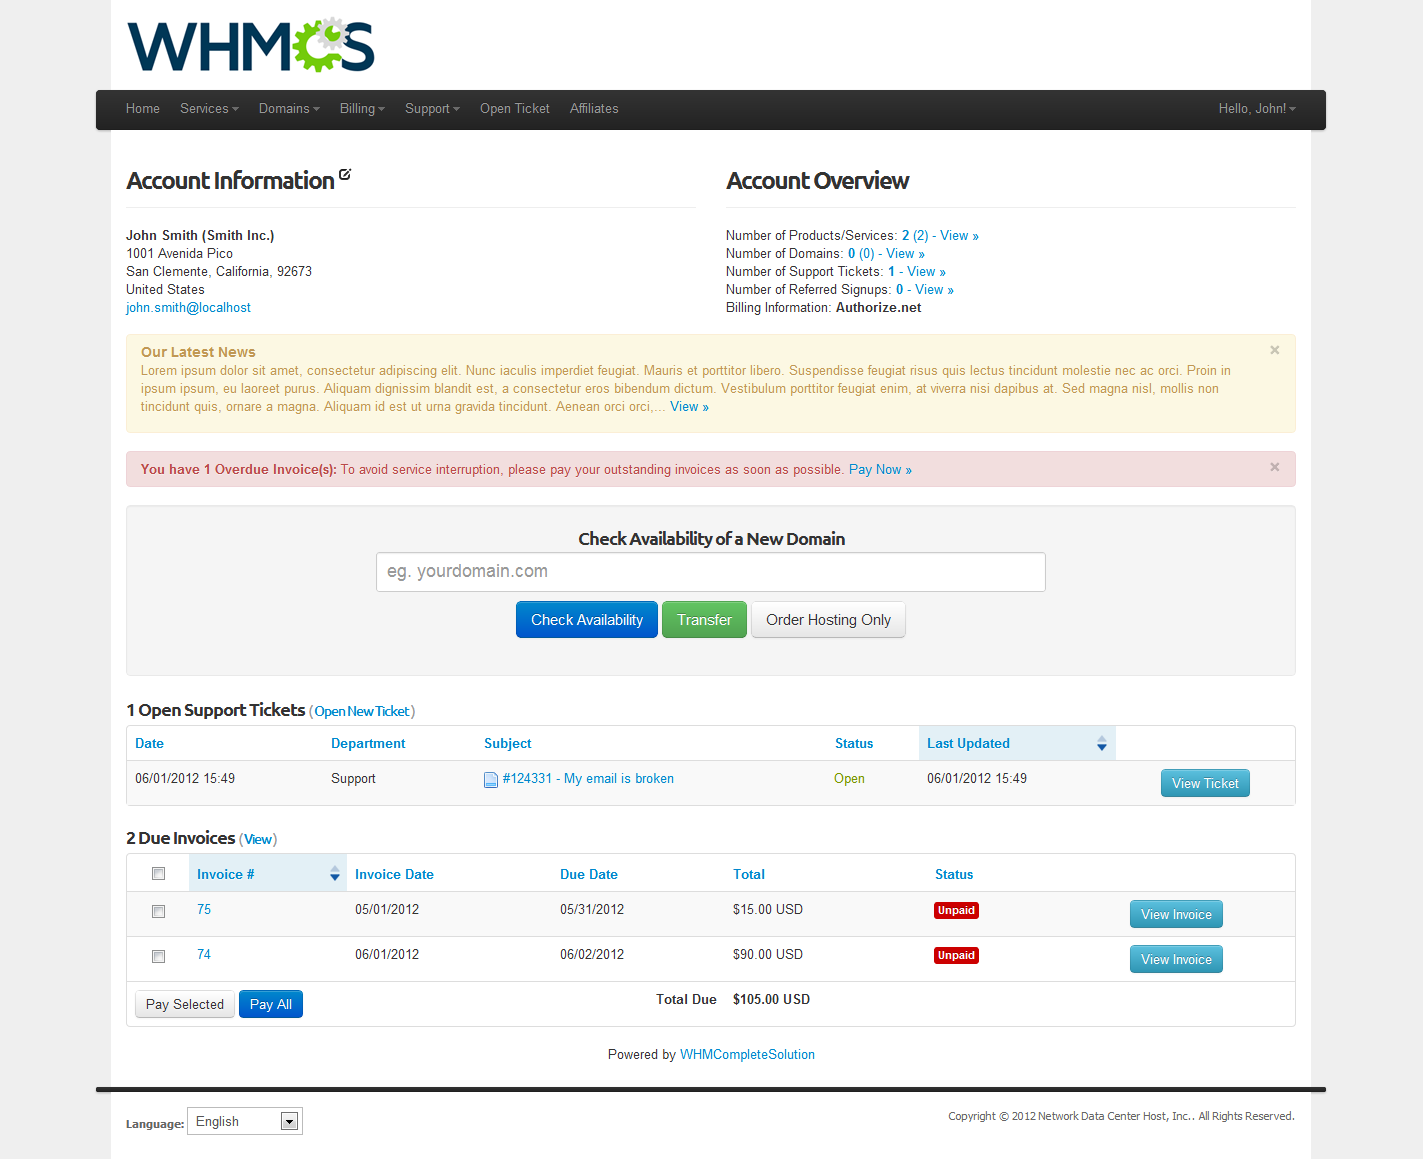 WHMCS
Home Services Domains Billing Support Open Ticket Affiliates Hello, John!
Account Information
John Smith (Smith Inc.)
1001 Avenida Pico
San Clemente, California, 92673
United States
john.smith@localhost
Account Overview
Number of Products/Services: 2 (2) - View »
Number of Domains: 0 (0) - View »
Number of Support Tickets: 1 - View »
Number of Referred Signups: 0 - View »
Billing Information: Authorize.net
Our Latest News ×
Lorem ipsum dolor sit amet, consectetur adipiscing elit. Nunc iaculis imperdiet feugiat. Mauris et porttitor libero. Suspendisse feugiat risus quis lectus tincidunt molestie nec ac orci. Proin in
ipsum ipsum, eu laoreet purus. Aliquam dignissim blandit est, a consectetur eros bibendum dictum. Vestibulum porttitor feugiat enim, at viverra nisi dapibus at. Sed magna nisl, mollis non
tincidunt quis, ornare a magna. Aliquam id est ut urna gravida tincidunt. Aenean orci orci,... View »
You have 1 Overdue Invoice(s): To avoid service interruption, please pay your outstanding invoices as soon as possible. Pay Now » ×
Check Availability of a New Domain
eg. yourdomain.com
Check Availability Transfer Order Hosting Only
1 Open Support Tickets (Open New Ticket)
Date Department Subject Status Last Updated
06/01/2012 15:49 Support #124331 - My email is broken Open 06/01/2012 15:49 View Ticket
2 Due Invoices (View)
Invoice # Invoice Date Due Date Total Status
75 05/01/2012 05/31/2012 $15.00 USD Unpaid View Invoice
74 06/01/2012 06/02/2012 $90.00 USD Unpaid View Invoice
Pay Selected Pay All Total Due $105.00 USD
Powered by WHMCompleteSolution
Language: English
Copyright © 2012 Network Data Center Host, Inc.. All Rights Reserved.